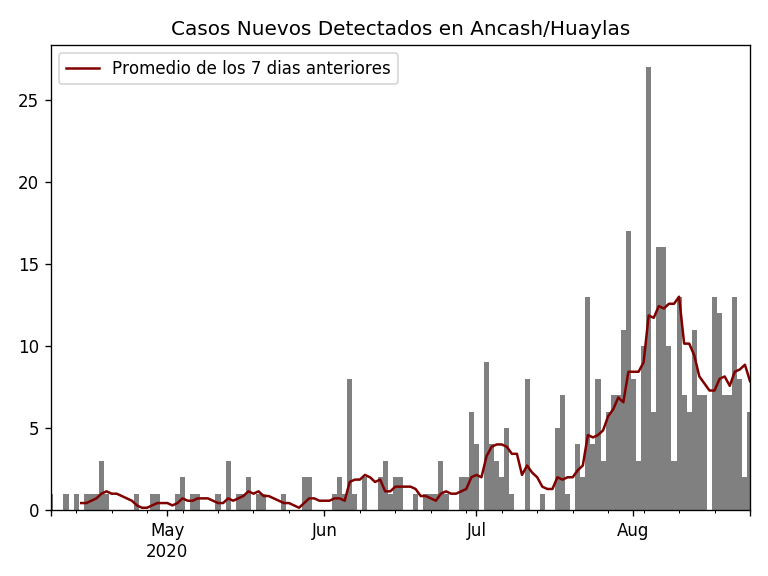 Casos Nuevos Detectados en Ancash/Huaylas
Promedio de los 7 dias anteriores
25
20
15
10
5
0
May
2020
Jun
Jul
Aug